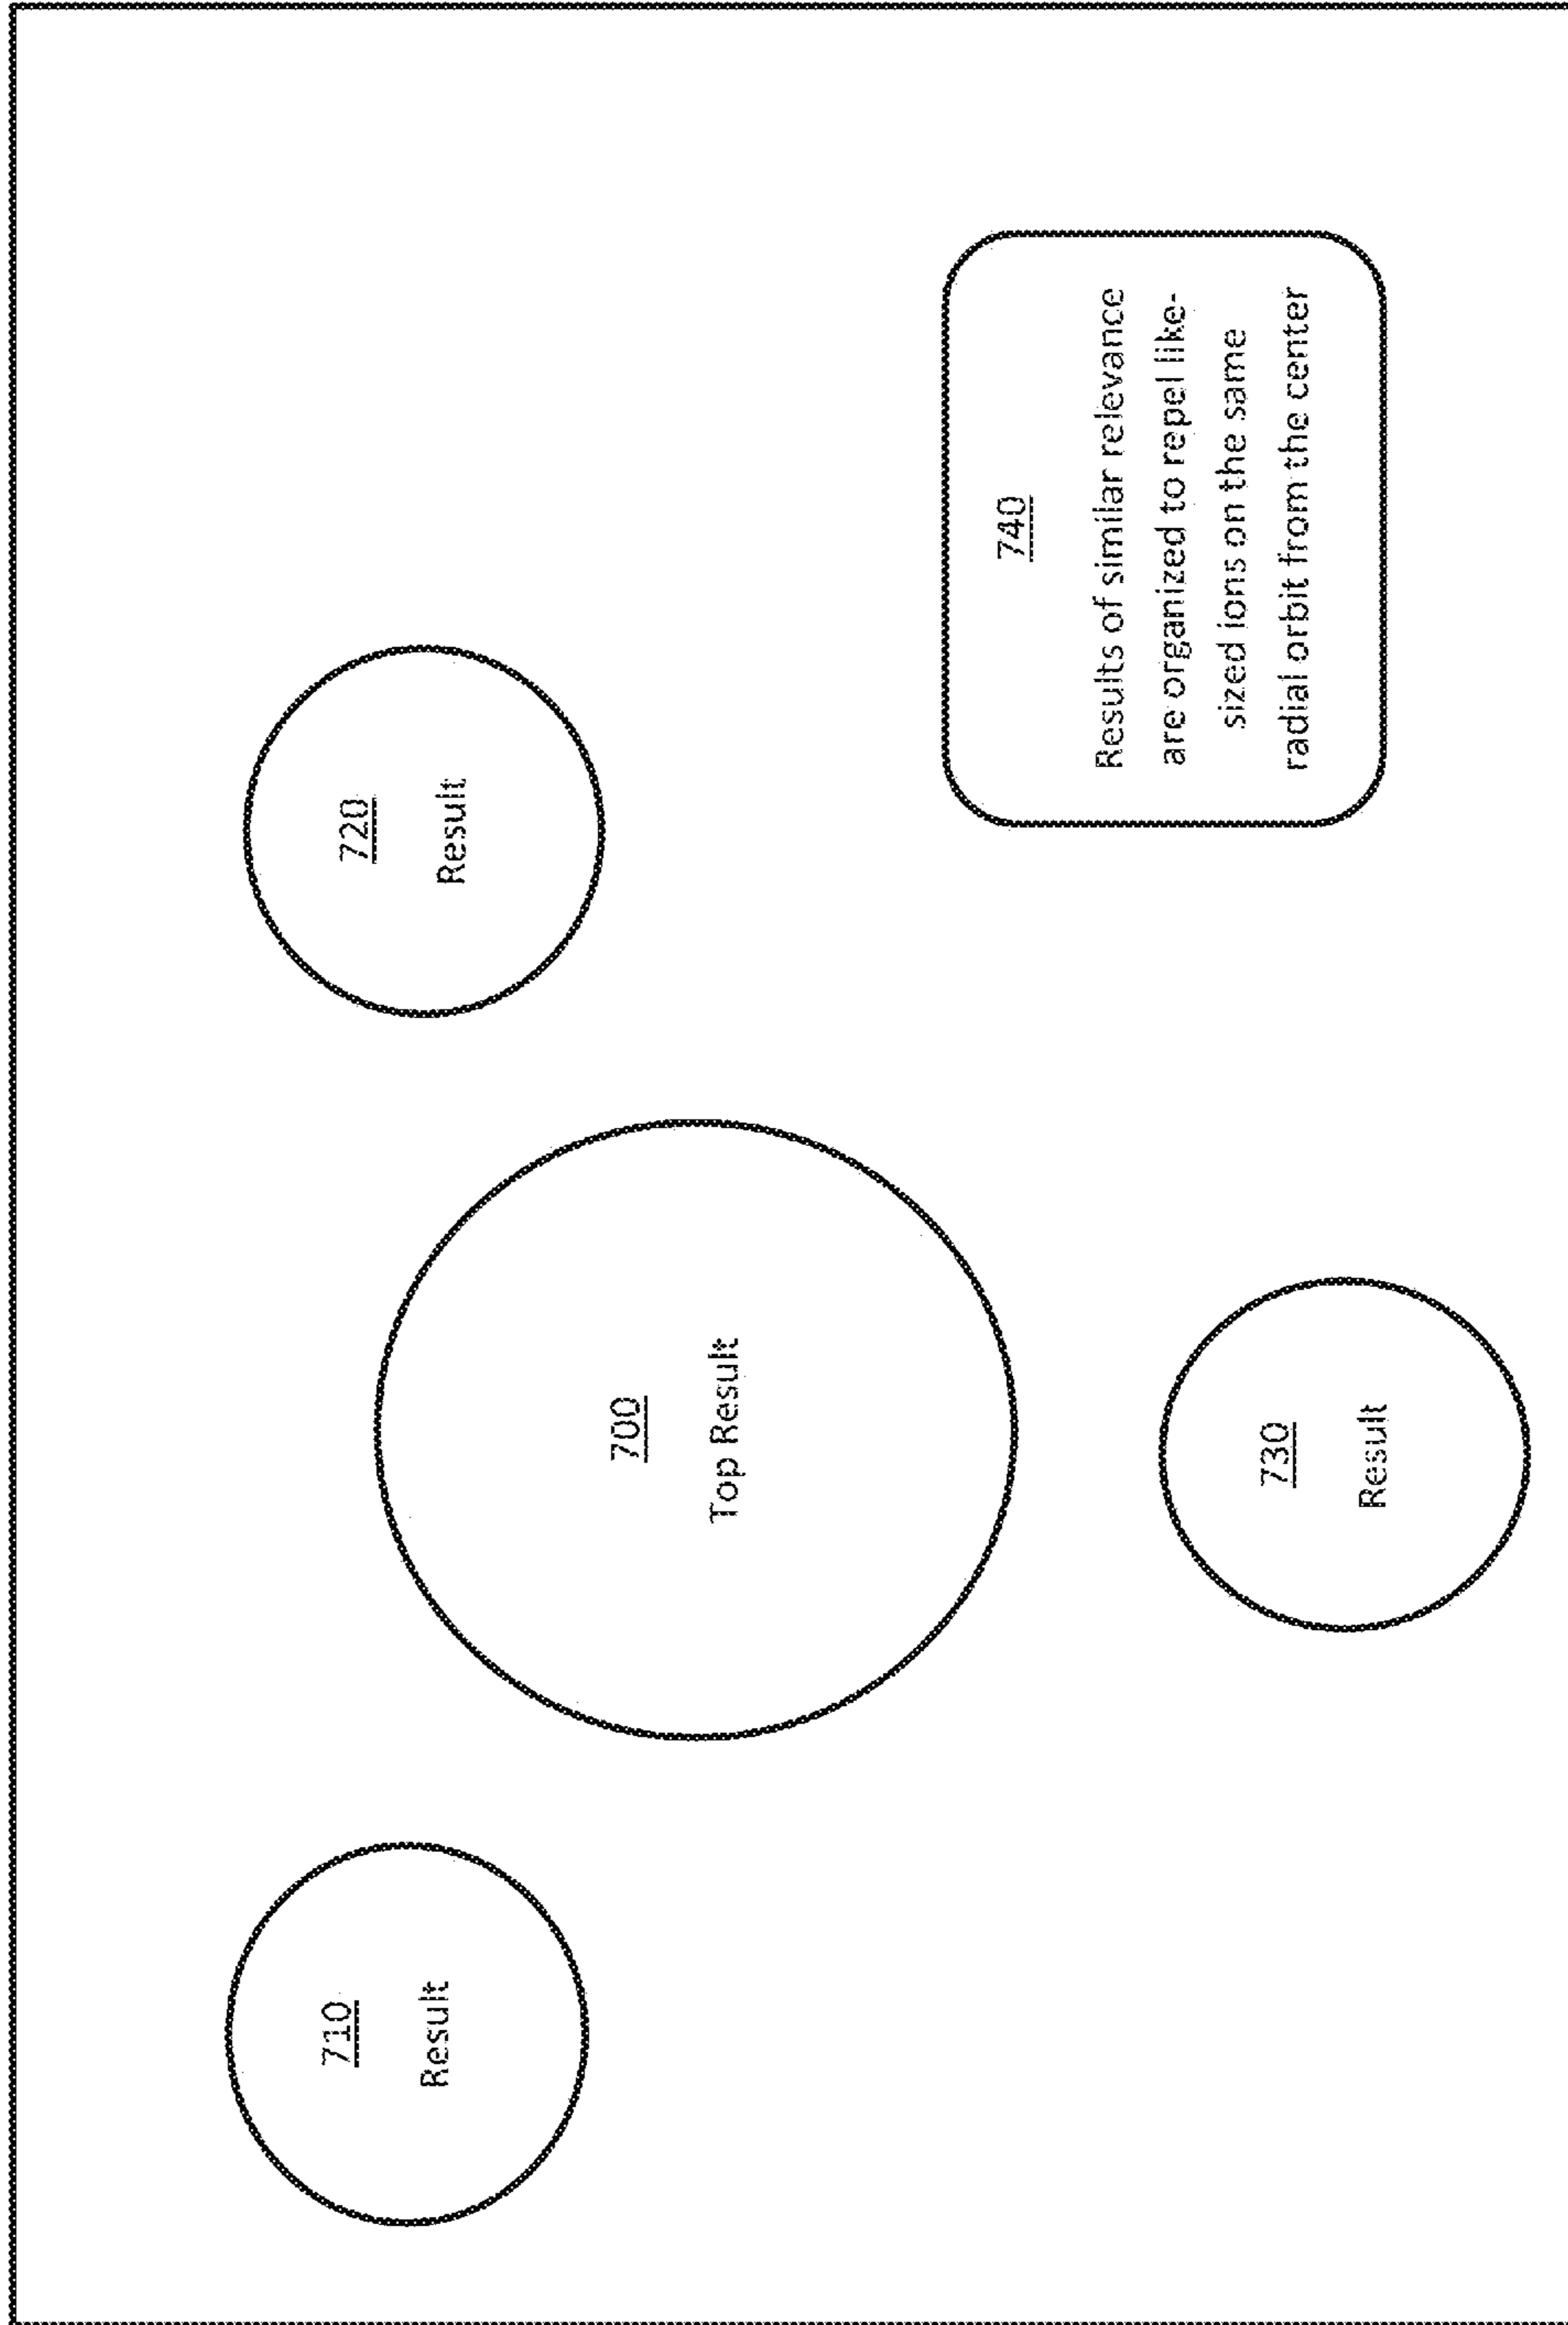 710
Result
720
Result
700
Top Result
740
Results of similar relevance
are organized to repel like-
sized ions on the same
radial orbit from the center
730
Result